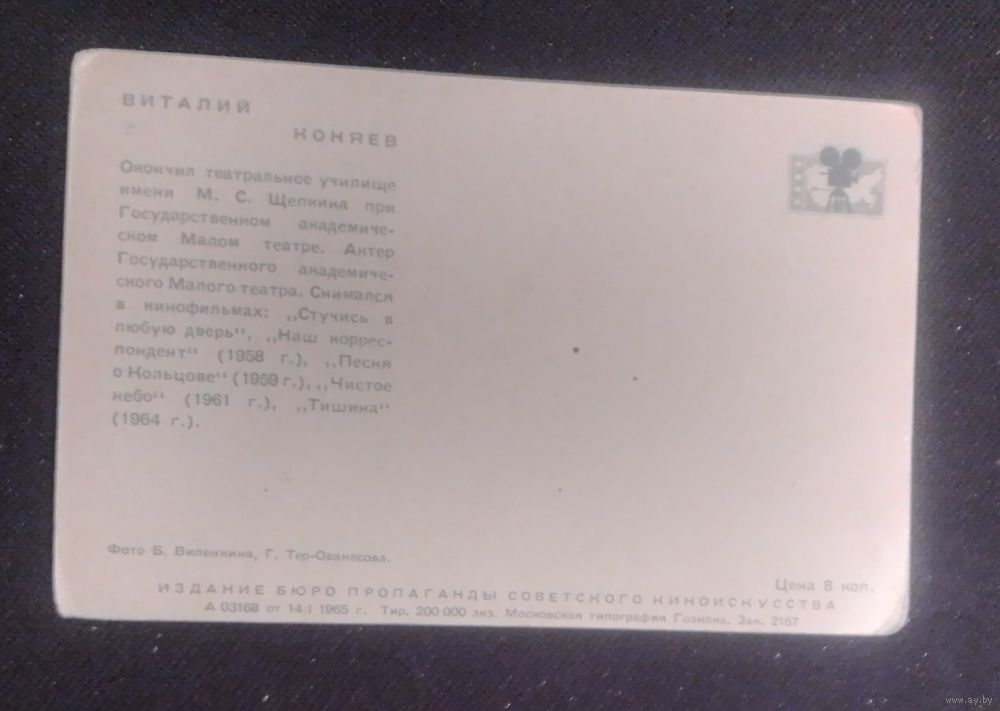 ВИТАЛИЙ
КОНЯЕВ
Окончил театральное училище
имени М. С. Щепкина при
Государственном академиче-
ском Малом театре. Актер
Государственного академиче-
ского Малого театра. Снимался
в кинофильмах: „Стучись в
любую дверь“, „Наш коррес-
пондент“ (1958 г.), „Песня
о Кольцове“ (1959 г.), „Чистое
небо“ (1961 г.), „Тишина“
(1964 г.).
Фото Б. Виленкина, Г. Тер-Ованесова.
Цена 8 коп.
ИЗДАНИЕ БЮРО ПРОПАГАНДЫ СОВЕТСКОГО КИНОИСКУССТВА
А 03168 от 14/I 1965 г. Тир. 200 000 экз. Московская типография Гознака. Зак. 2167
www.ay.by